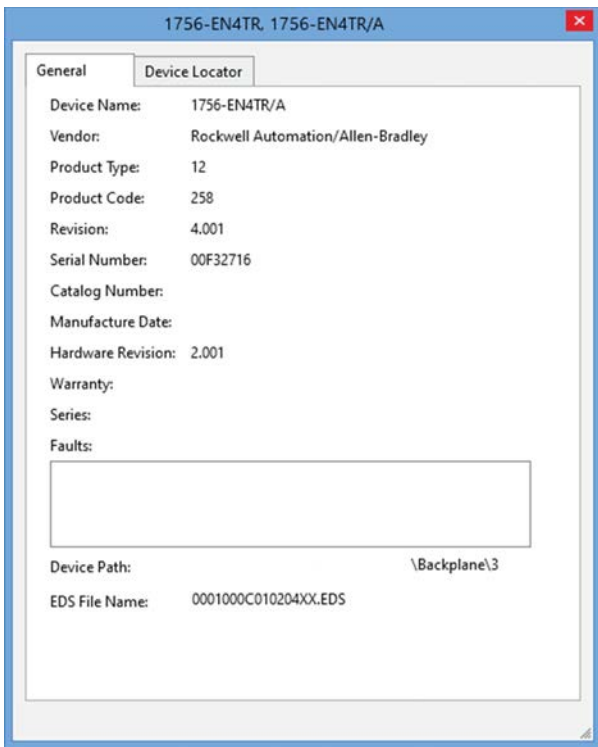 1756-EN4TR, 1756-EN4TR/A
General Device Locator
Device Name: 1756-EN4TR/A
Vendor: Rockwell Automation/Allen-Bradley
Product Type: 12
Product Code: 258
Revision: 4.001
Serial Number: 00F32716
Catalog Number:
Manufacture Date:
Hardware Revision: 2.001
Warranty:
Series:
Faults:
Device Path: \Backplane\3
EDS File Name: 0001000C010204XX.EDS